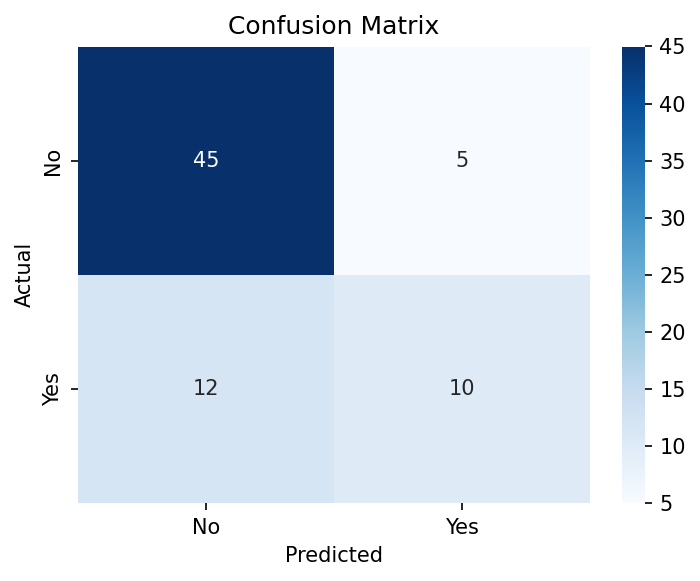 Confusion Matrix
Actual
No
45
5
Yes
12
10
No
Yes
Predicted
45
40
35
30
25
20
15
10
5